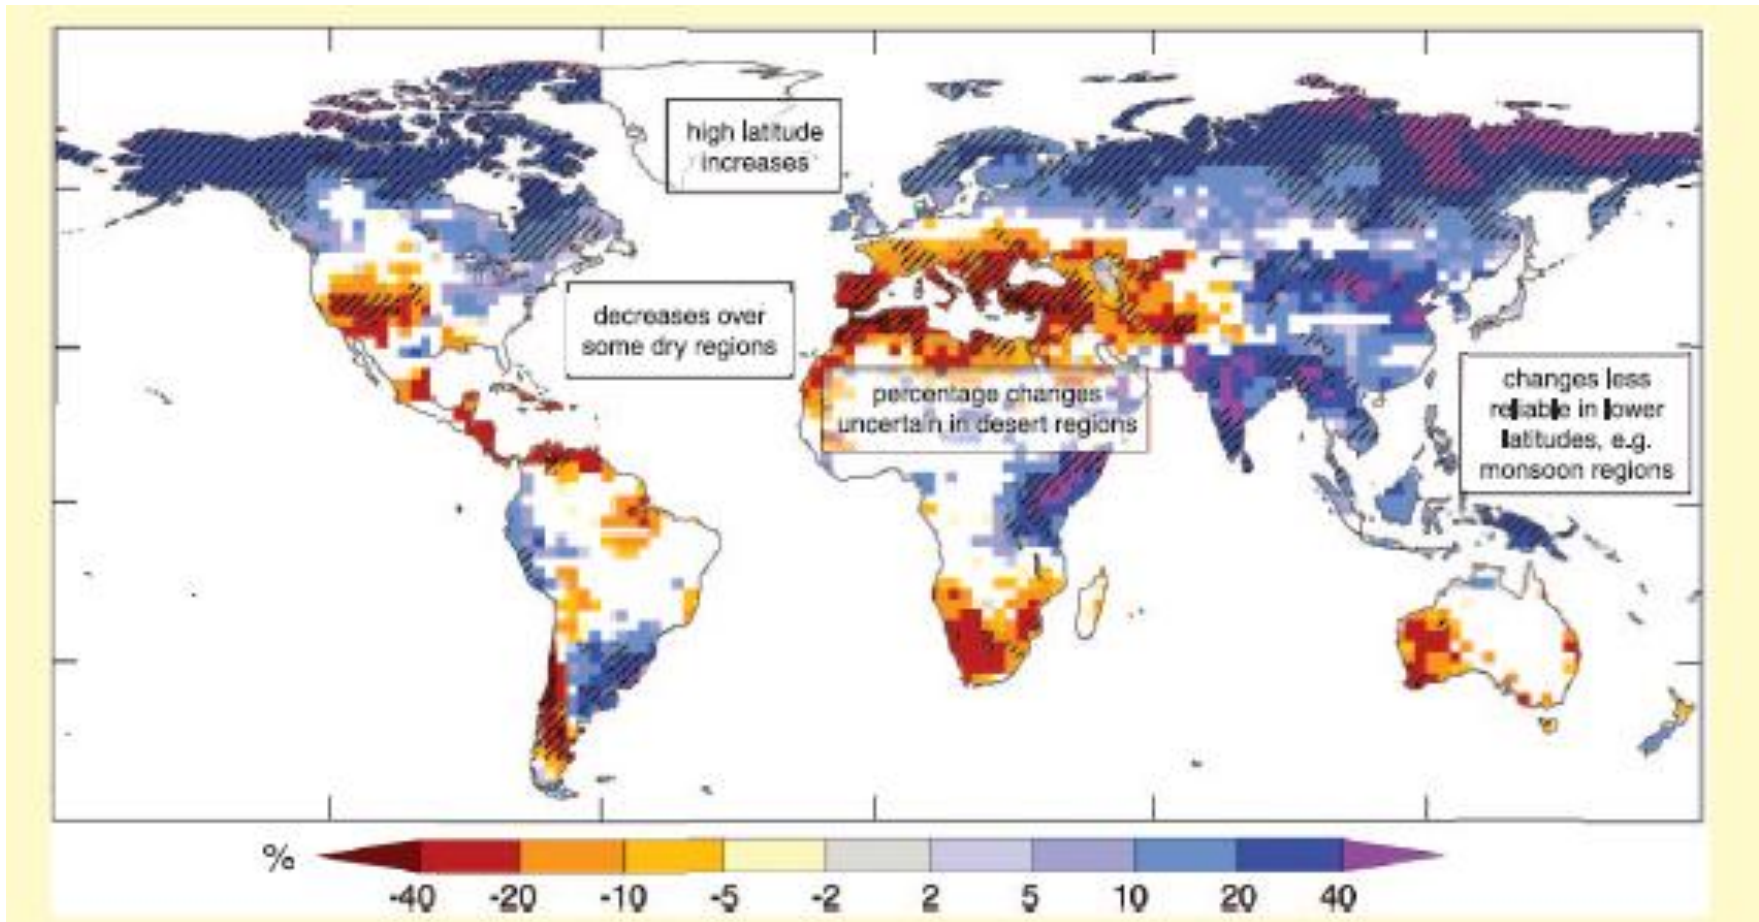 high latitude
increases
decreases over
some dry regions
percentage changes
uncertain in desert regions
changes less
reliable in lower
latitudes, e.g.
monsoon regions
%
-40 -20 -10 -5 -2 2 5 10 20 40